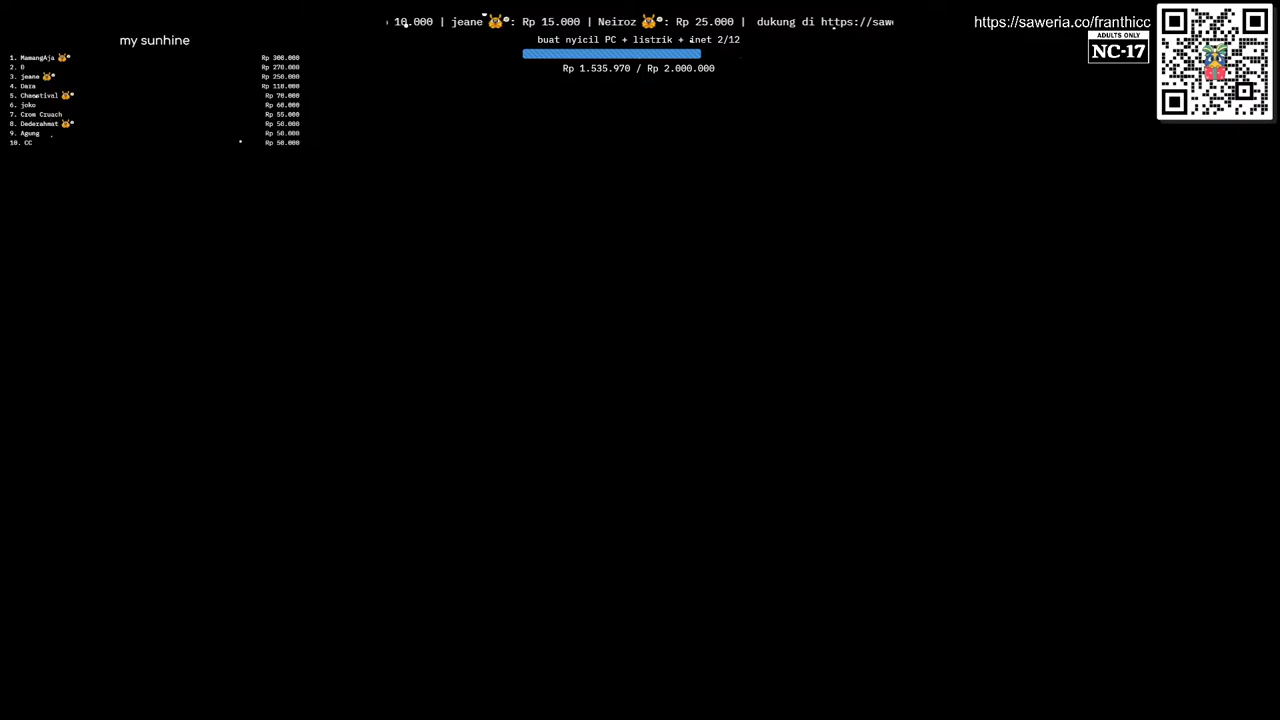 10.000 | jeane : Rp 15.000 | Neiroz : Rp 25.000 | dukung di https://sawe
buat nyicil PC + listrik + inet 2/12
Rp 1.535.970 / Rp 2.000.000
https://saweria.co/franthicc
ADULTS ONLY
NC-17
my sunhine
1. MamangAja Rp 300.000
2. D Rp 270.000
3. jeane Rp 250.000
4. Dara Rp 110.000
5. Chaestival Rp 70.000
6. joko Rp 60.000
7. Crom Cruach Rp 55.000
8. Dederahmat Rp 50.000
9. Agung Rp 50.000
10. CC Rp 50.000